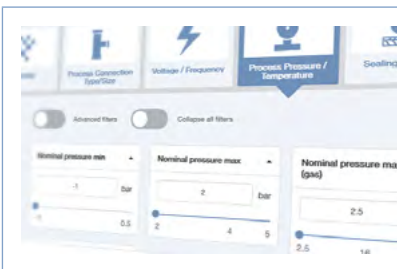 Process Connection
Type/Size
Voltage / Frequency
Process Pressure /
Temperature
Sealing
Advanced filters
Collapse all filters
Nominal pressure min
-1
bar
-1
0.5
Nominal pressure max
2
bar
2
4
5
Nominal pressure ma
(gas)
2.5
2.5
16